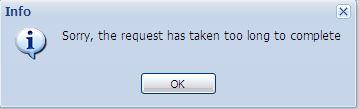 Info
Sorry, the request has taken too long to complete
OK